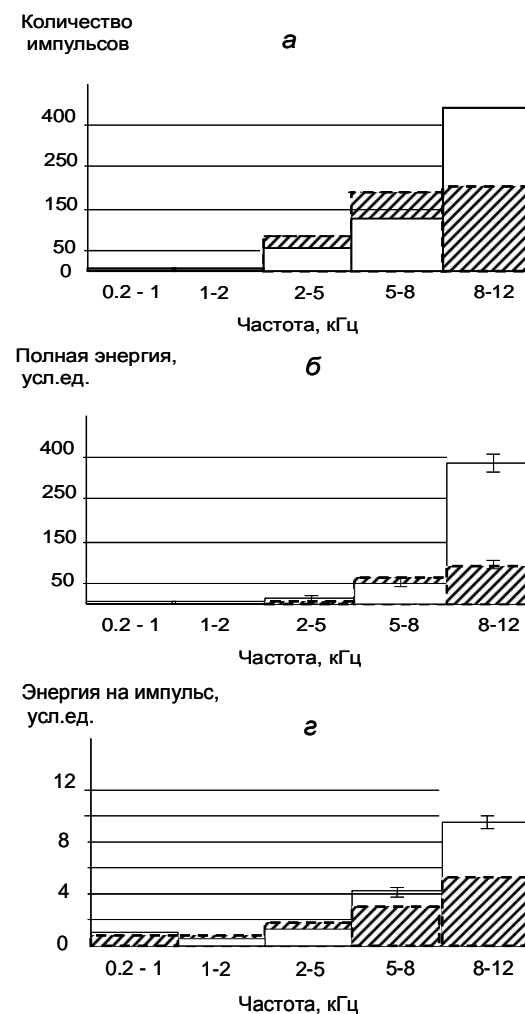 Количество
импульсов
а
400
250
150
50
0
0.2 - 1 1-2 2-5 5-8 8-12
Частота, кГц
Полная энергия,
усл.ед.
б
400
250
150
50
0.2 - 1 1-2 2-5 5-8 8-12
Частота, кГц
Энергия на импульс,
усл.ед.
г
12
8
4
0
0.2 - 1 1-2 2-5 5-8 8-12
Частота, кГц